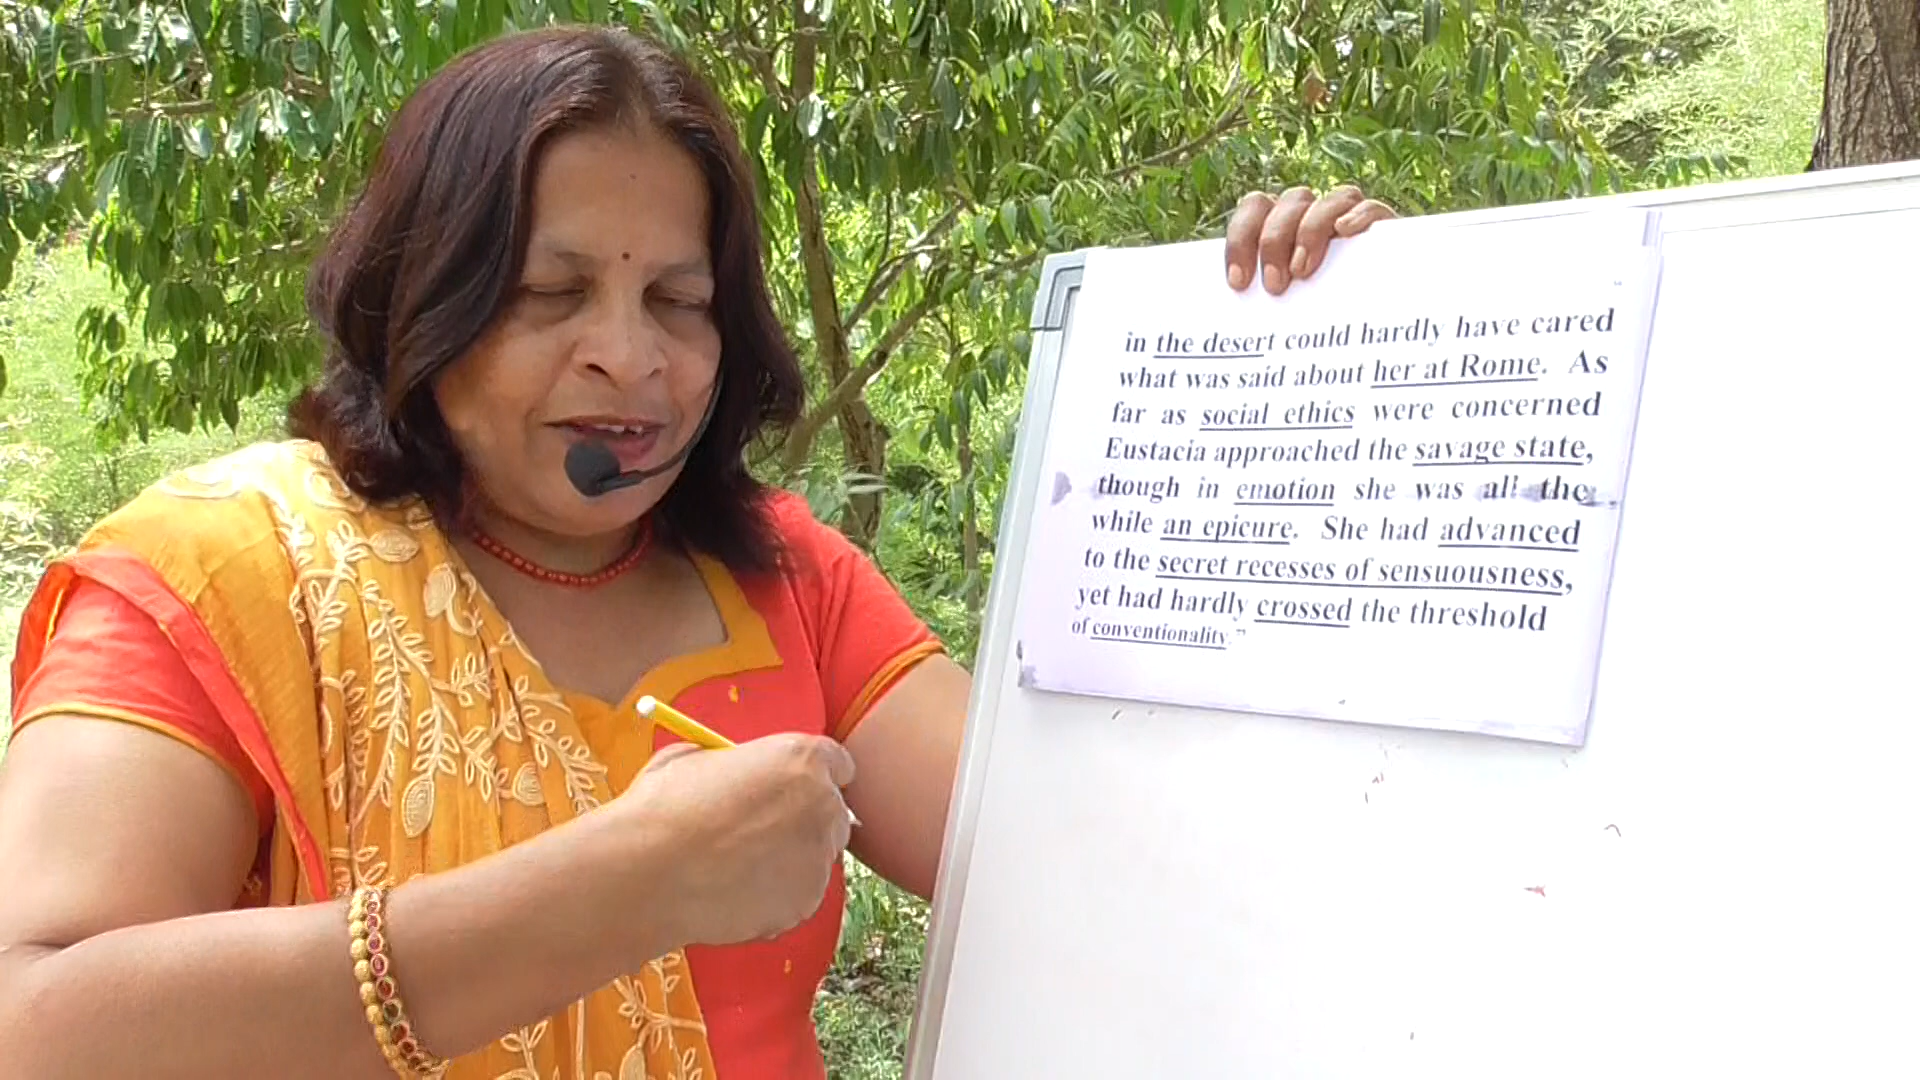 in the desert could hardly have cared
what was said about her at Rome. As
far as social ethics were concerned
Eustacia approached the savage state,
though in emotion she was all the
while an epicure. She had advanced
to the secret recesses of sensuousness,
yet had hardly crossed the threshold
of conventionality."